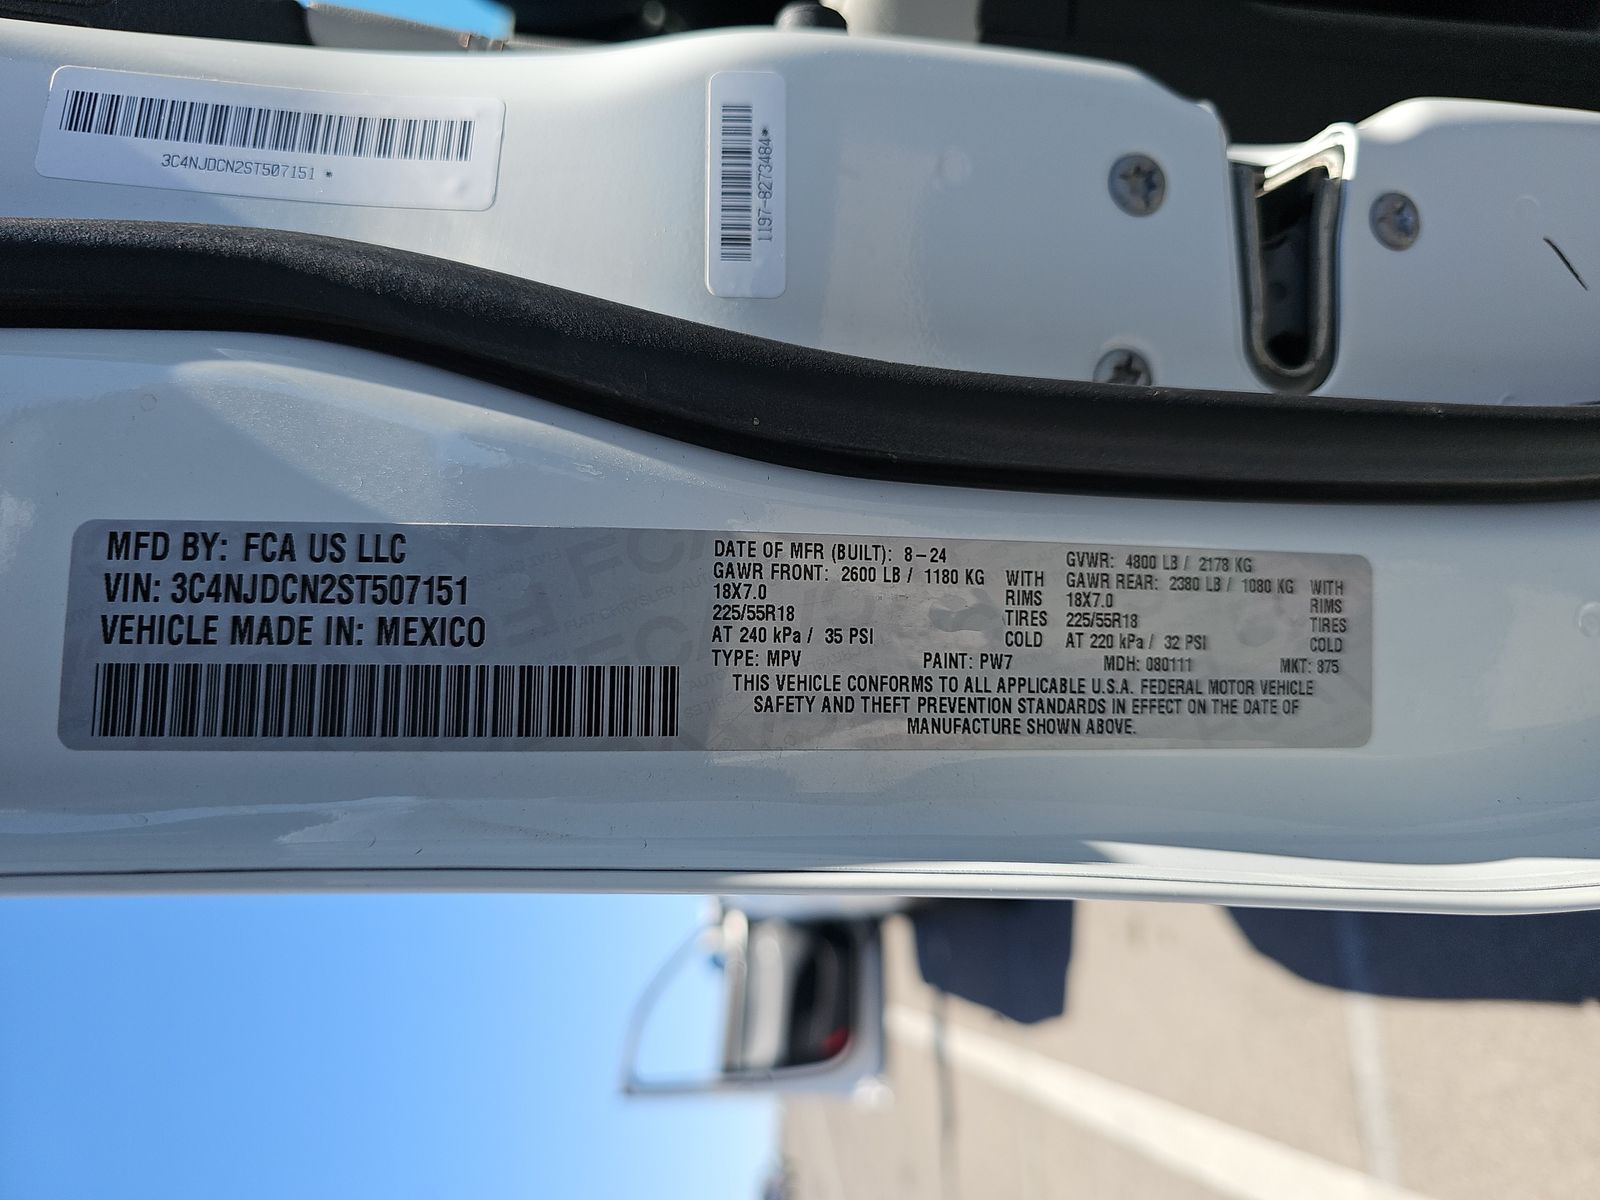 3C4NJDCN2ST507151 *
1197-8273484*
MFD BY: FCA US LLC
VIN: 3C4NJDCN2ST507151
VEHICLE MADE IN: MEXICO
DATE OF MFR (BUILT): 8-24 GVWR: 4800 LB / 2178 KG
GAWR FRONT: 2600 LB / 1180 KG WITH GAWR REAR: 2380 LB / 1080 KG WITH
18X7.0 RIMS 18X7.0 RIMS
225/55R18 TIRES 225/55R18 TIRES
AT 240 kPa / 35 PSI COLD AT 220 kPa / 32 PSI COLD
TYPE: MPV PAINT: PW7 MDH: 080111 MKT: 875
THIS VEHICLE CONFORMS TO ALL APPLICABLE U.S.A. FEDERAL MOTOR VEHICLE
SAFETY AND THEFT PREVENTION STANDARDS IN EFFECT ON THE DATE OF
MANUFACTURE SHOWN ABOVE.